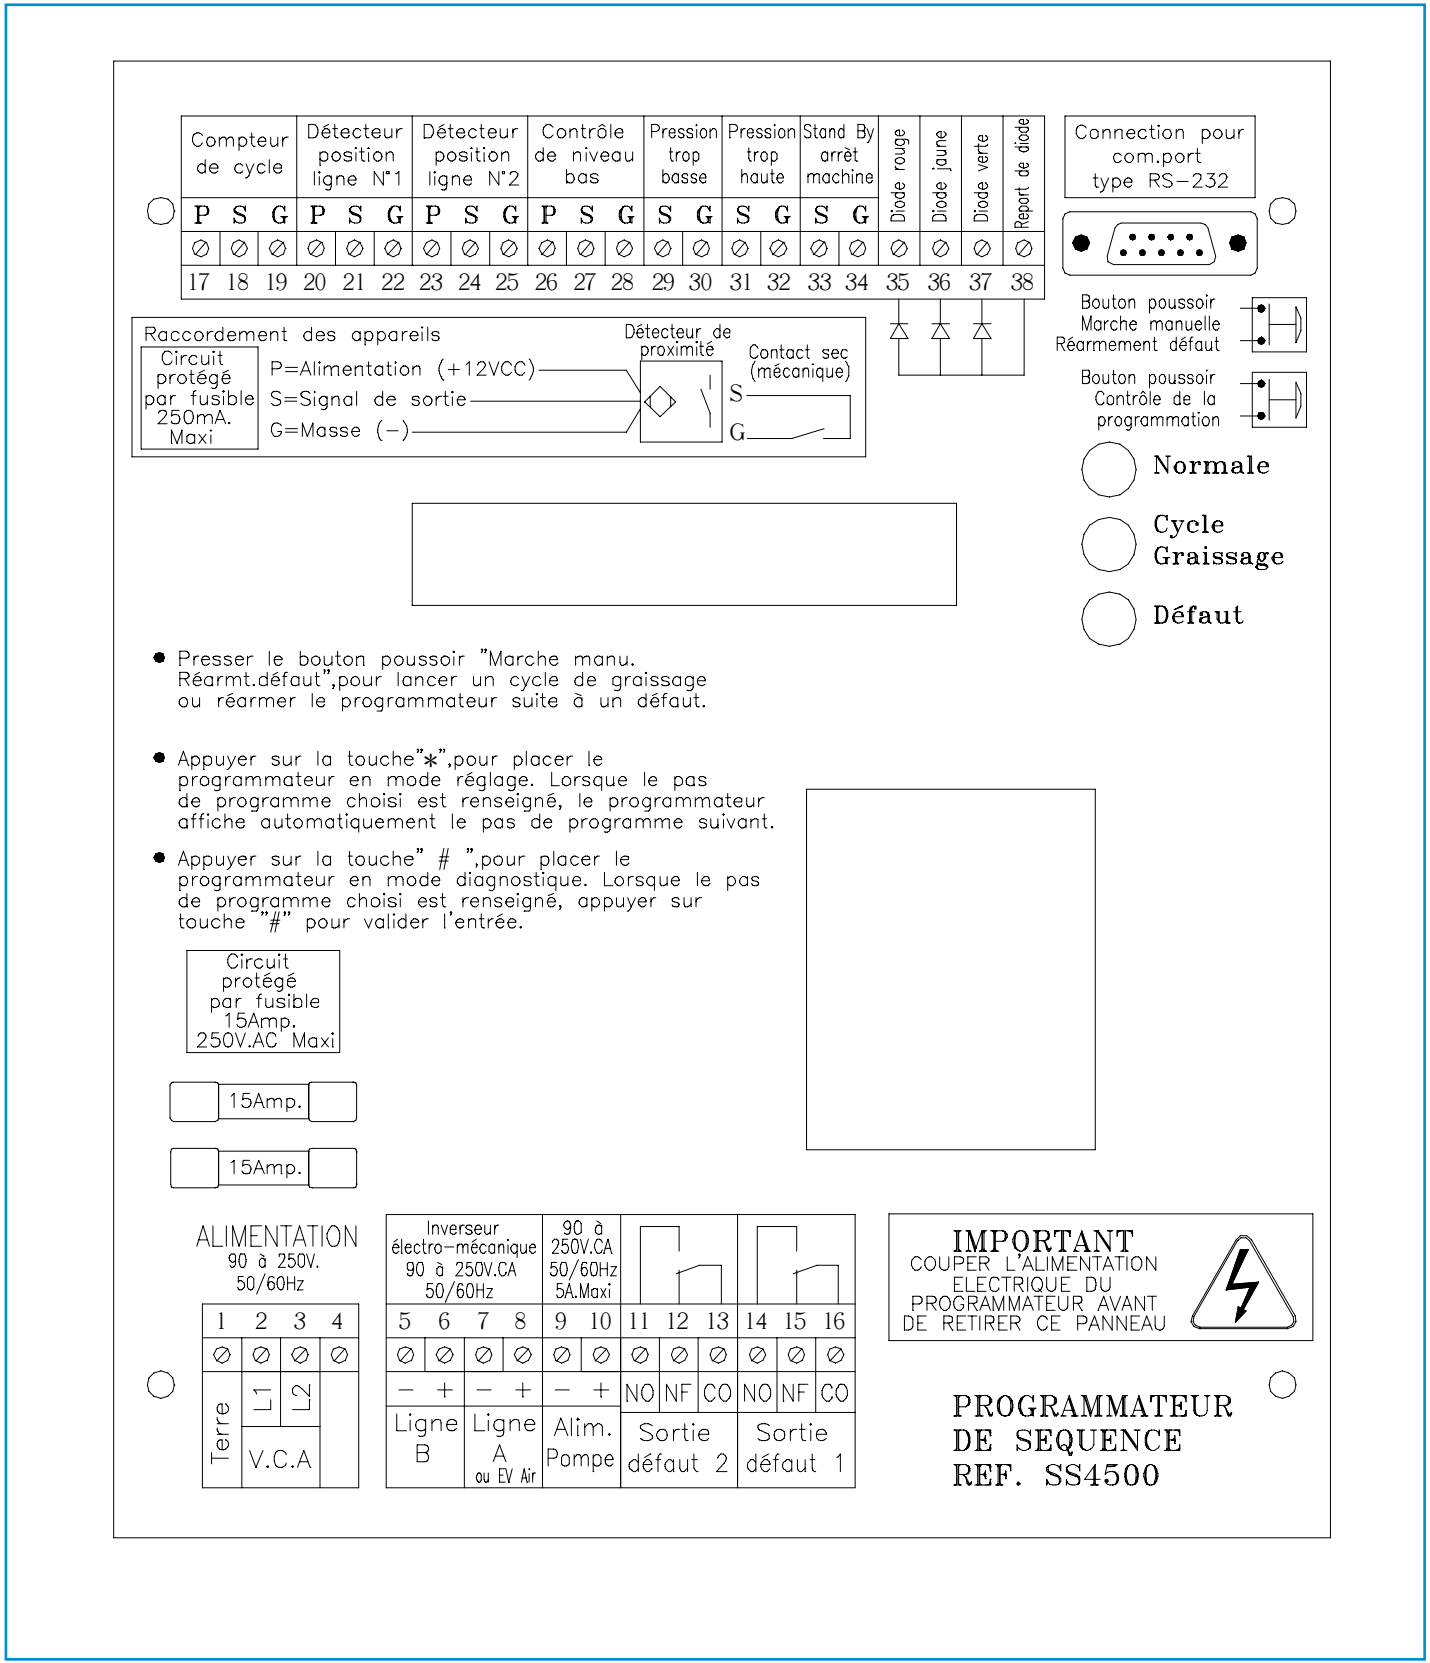 Compteur
de cycle
Détecteur
position
ligne N°1
Détecteur
position
ligne N°2
Contrôle
de niveau
bas
Pression
trop
basse
Pression
trop
haute
Stand By
arrèt
machine
Diode rouge
Diode jaune
Diode verte
Report de diode
P S G P S G P S G P S G S G S G S G
17 18 19 20 21 22 23 24 25 26 27 28 29 30 31 32 33 34 35 36 37 38
Connection pour
com.port
type RS-232
Raccordement des appareils
Circuit
protégé
par fusible
250mA.
Maxi
P=Alimentation (+12VCC)
S=Signal de sortie
G=Masse (-)
Détecteur de
proximité
Contact sec
(mécanique)
S
G
Bouton poussoir
Marche manuelle
Réarmement défaut
Bouton poussoir
Contrôle de la
programmation
Normale
Cycle
Graissage
Défaut
● Presser le bouton poussoir "Marche manu.
Réarmt.défaut",pour lancer un cycle de graissage
ou réarmer le programmateur suite à un défaut.
● Appuyer sur la touche"*",pour placer le
programmateur en mode réglage. Lorsque le pas
de programme choisi est renseigné, le programmateur
affiche automatiquement le pas de programme suivant.
● Appuyer sur la touche" # ",pour placer le
programmateur en mode diagnostique. Lorsque le pas
de programme choisi est renseigné, appuyer sur
touche "#" pour valider l'entrée.
Circuit
protégé
par fusible
15Amp.
250V.AC Maxi
15Amp.
15Amp.
ALIMENTATION
90 à 250V.
50/60Hz
1 2 3 4
Terre
L1
L2
V.C.A
Inverseur
électro-mécanique
90 à 250V.CA
50/60Hz
90 à
250V.CA
50/60Hz
5A.Maxi
5 6 7 8 9 10 11 12 13 14 15 16
- + - + - + NO NF CO NO NF CO
Ligne
B
Ligne
A
ou EV Air
Alim.
Pompe
Sortie
défaut 2
Sortie
défaut 1
IMPORTANT
COUPER L'ALIMENTATION
ELECTRIQUE DU
PROGRAMMATEUR AVANT
DE RETIRER CE PANNEAU
PROGRAMMATEUR
DE SEQUENCE
REF. SS4500